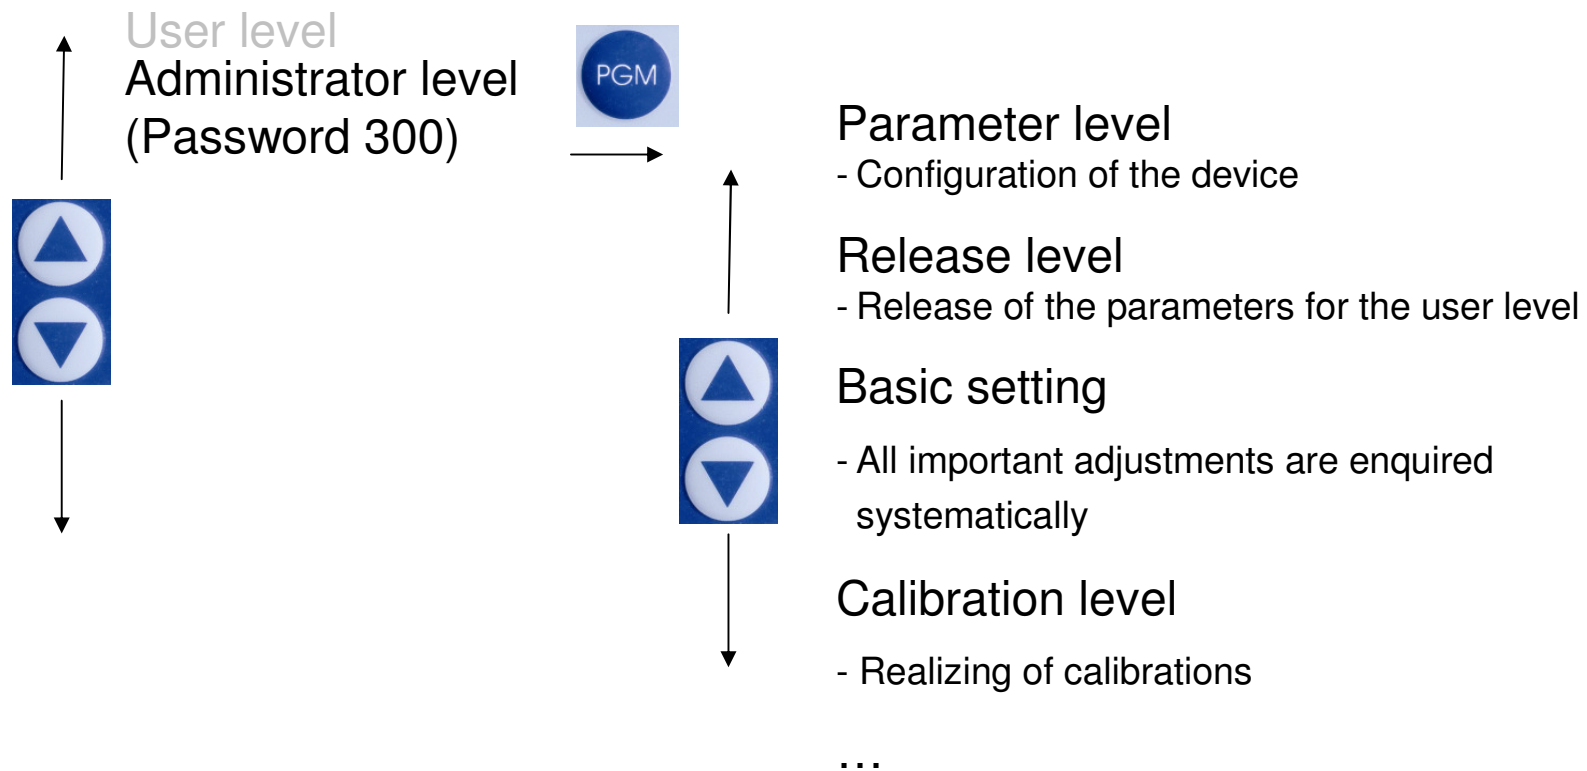 User level
Administrator level
(Password 300)
PGM
Parameter level
- Configuration of the device
Release level
- Release of the parameters for the user level
Basic setting
- All important adjustments are enquired
systematically
Calibration level
- Realizing of calibrations
...